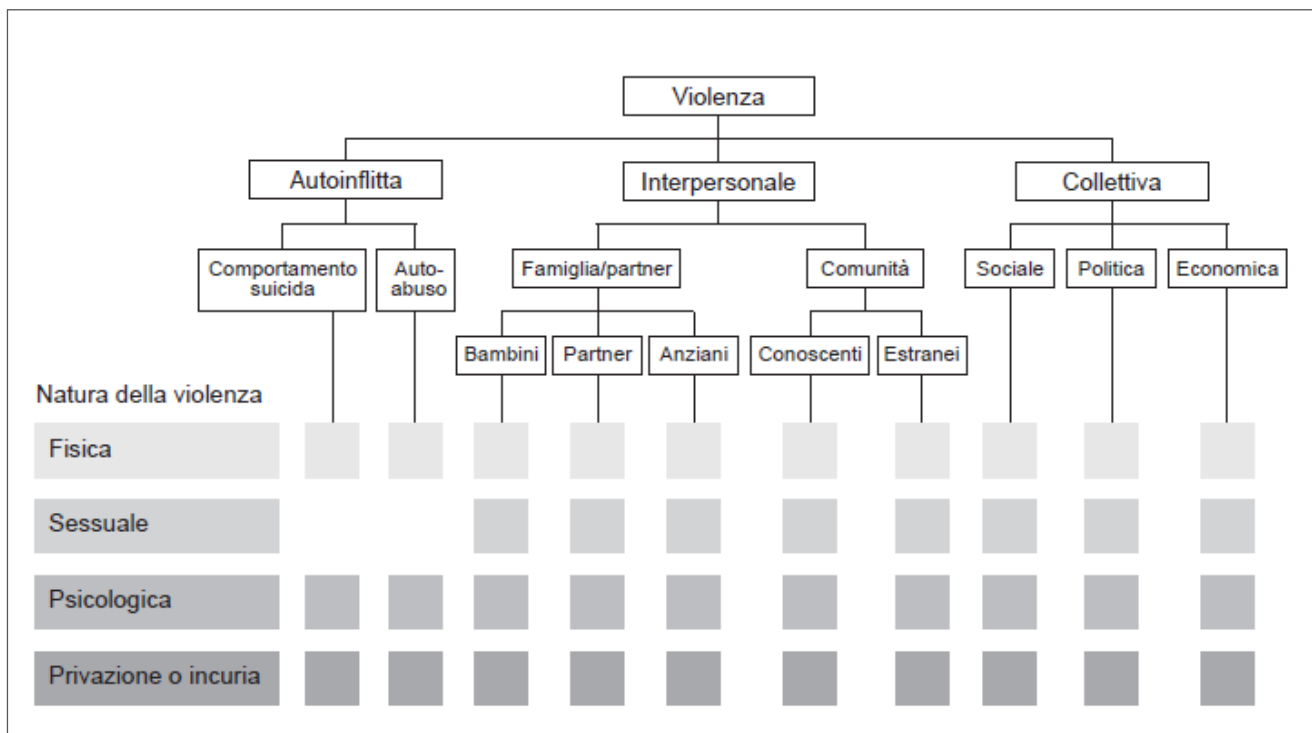 Violenza
Autoinflitta
Interpersonale
Collettiva
Comportamento
suicida
Auto-
abuso
Famiglia/partner
Comunità
Sociale
Politica
Economica
Bambini
Partner
Anziani
Conoscenti
Estranei
Natura della violenza
Fisica
Sessuale
Psicologica
Privazione o incuria